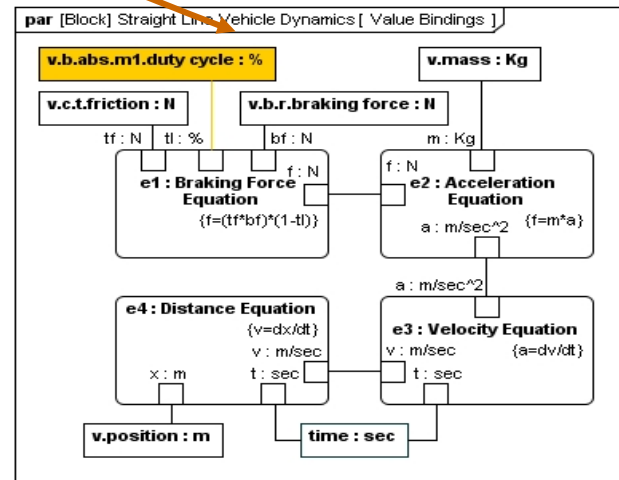 par [Block] Straight Line Vehicle Dynamics [ Value Bindings ]
v.b.abs.m1.duty cycle : %
v.mass : Kg
v.c.t.friction : N
v.b.r.braking force : N
tf : N
tl : %
bf : N
m : Kg
f : N
f : N
e1 : Braking Force
Equation
{f=(tf*bf)*(1-tl)}
e2 : Acceleration
Equation
{f=m*a}
a : m/sec^2
a : m/sec^2
e4 : Distance Equation
{v=dx/dt}
v : m/sec
x : m
t : sec
e3 : Velocity Equation
v : m/sec
{a=dv/dt}
t : sec
v.position : m
time : sec